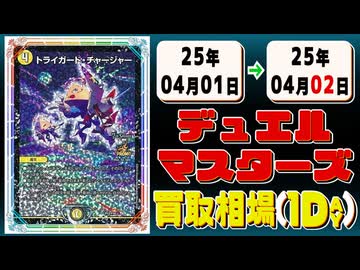 4
トライガード・チャージャー
25年
04月01日
25年
04月02日
デュエル
マスターズ
買取相場(1D)